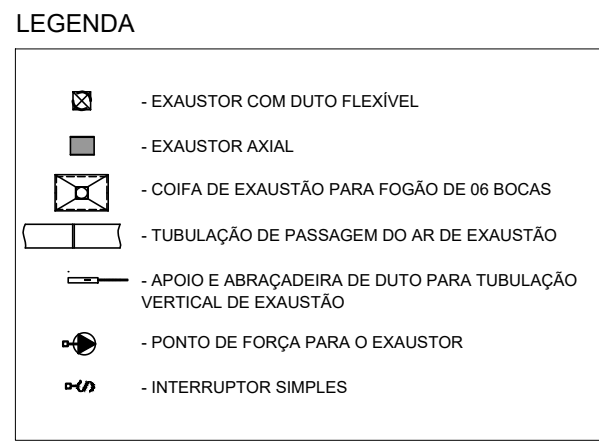 LEGENDA
- EXAUSTOR COM DUTO FLEXÍVEL
- EXAUSTOR AXIAL
- COIFA DE EXAUSTÃO PARA FOGÃO DE 06 BOCAS
- TUBULAÇÃO DE PASSAGEM DO AR DE EXAUSTÃO
- APOIO E ABRAÇADEIRA DE DUTO PARA TUBULAÇÃO
VERTICAL DE EXAUSTÃO
- PONTO DE FORÇA PARA O EXAUSTOR
- INTERRUPTOR SIMPLES